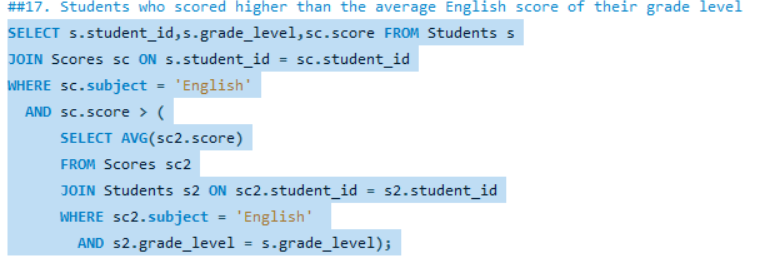 ##17. Students who scored higher than the average English score of their grade level
SELECT s.student_id,s.grade_level,sc.score FROM Students s
JOIN Scores sc ON s.student_id = sc.student_id
WHERE sc.subject = 'English'
  AND sc.score > (
      SELECT AVG(sc2.score)
      FROM Scores sc2
      JOIN Students s2 ON sc2.student_id = s2.student_id
      WHERE sc2.subject = 'English'
        AND s2.grade_level = s.grade_level);